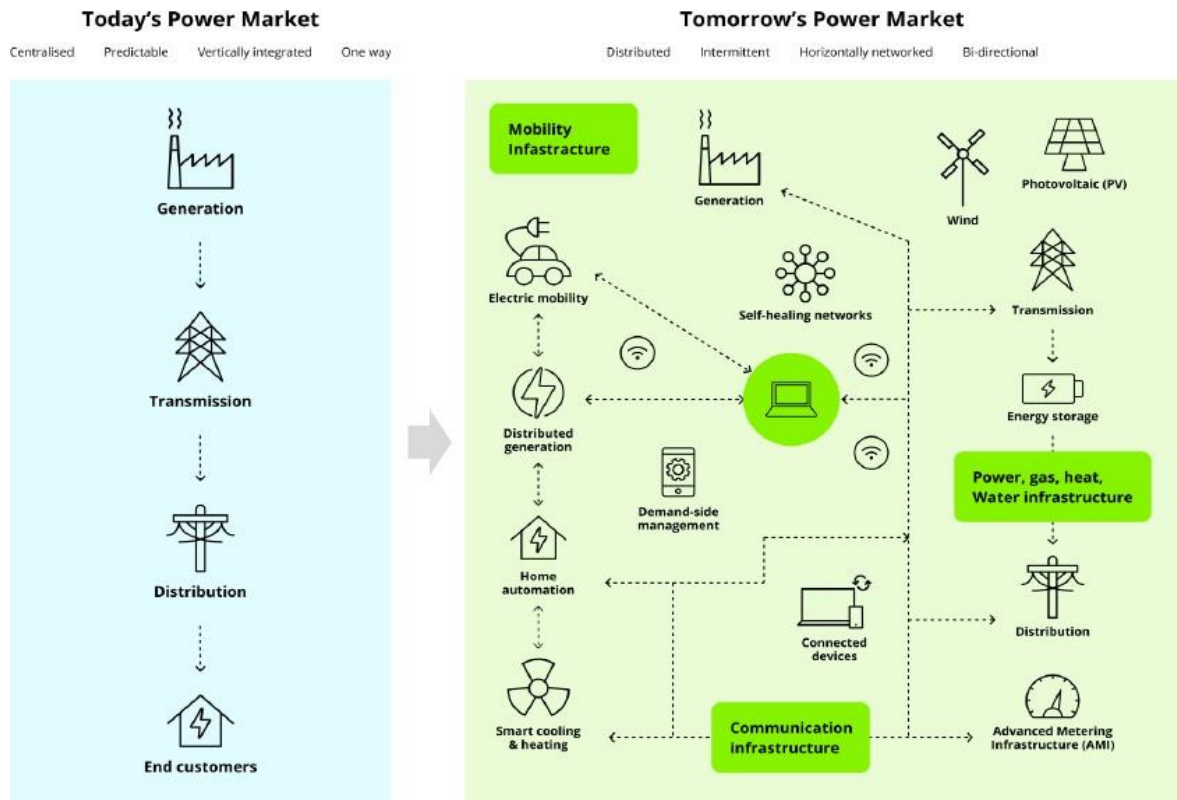 Today's Power Market
Centralised Predictable Vertically integrated One way
Generation
Transmission
Distribution
End customers
Tomorrow's Power Market
Distributed Intermittent Horizontally networked Bi-directional
Mobility
Infastracture
Generation
Wind
Photovoltaic (PV)
Electric mobility
Self-healing networks
Transmission
Distributed
generation
Energy storage
Demand-side
management
Power, gas, heat,
Water infrastructure
Home
automation
Connected
devices
Distribution
Smart cooling
& heating
Communication
infrastructure
Advanced Metering
Infrastructure (AMI)